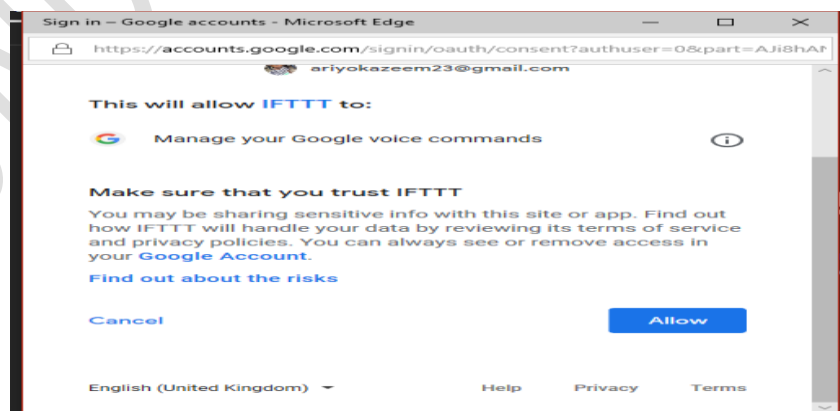 Sign in – Google accounts - Microsoft Edge
https://accounts.google.com/signin/oauth/consent?authuser=0&part=AJi8hAN
ariyokazeem23@gmail.com
This will allow IFTTT to:
Manage your Google voice commands
Make sure that you trust IFTTT
You may be sharing sensitive info with this site or app. Find out
how IFTTT will handle your data by reviewing its terms of service
and privacy policies. You can always see or remove access in
your Google Account.
Find out about the risks
Cancel Allow
English (United Kingdom) Help Privacy Terms